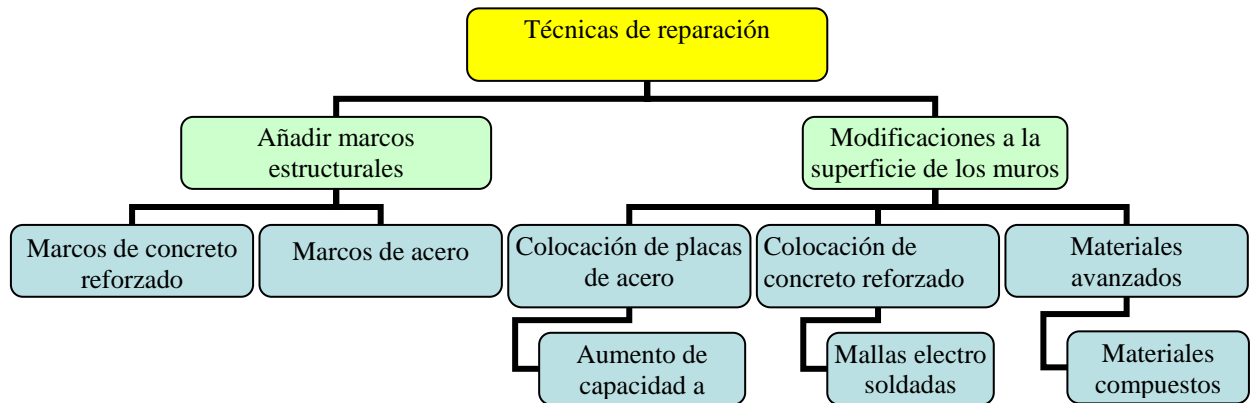 Técnicas de reparación
Añadir marcos
estructurales
Modificaciones a la
superficie de los muros
Marcos de concreto
reforzado
Marcos de acero
Colocación de placas
de acero
Colocación de
concreto reforzado
Materiales
avanzados
Aumento de
capacidad a
Mallas electro
soldadas
Materiales
compuestos